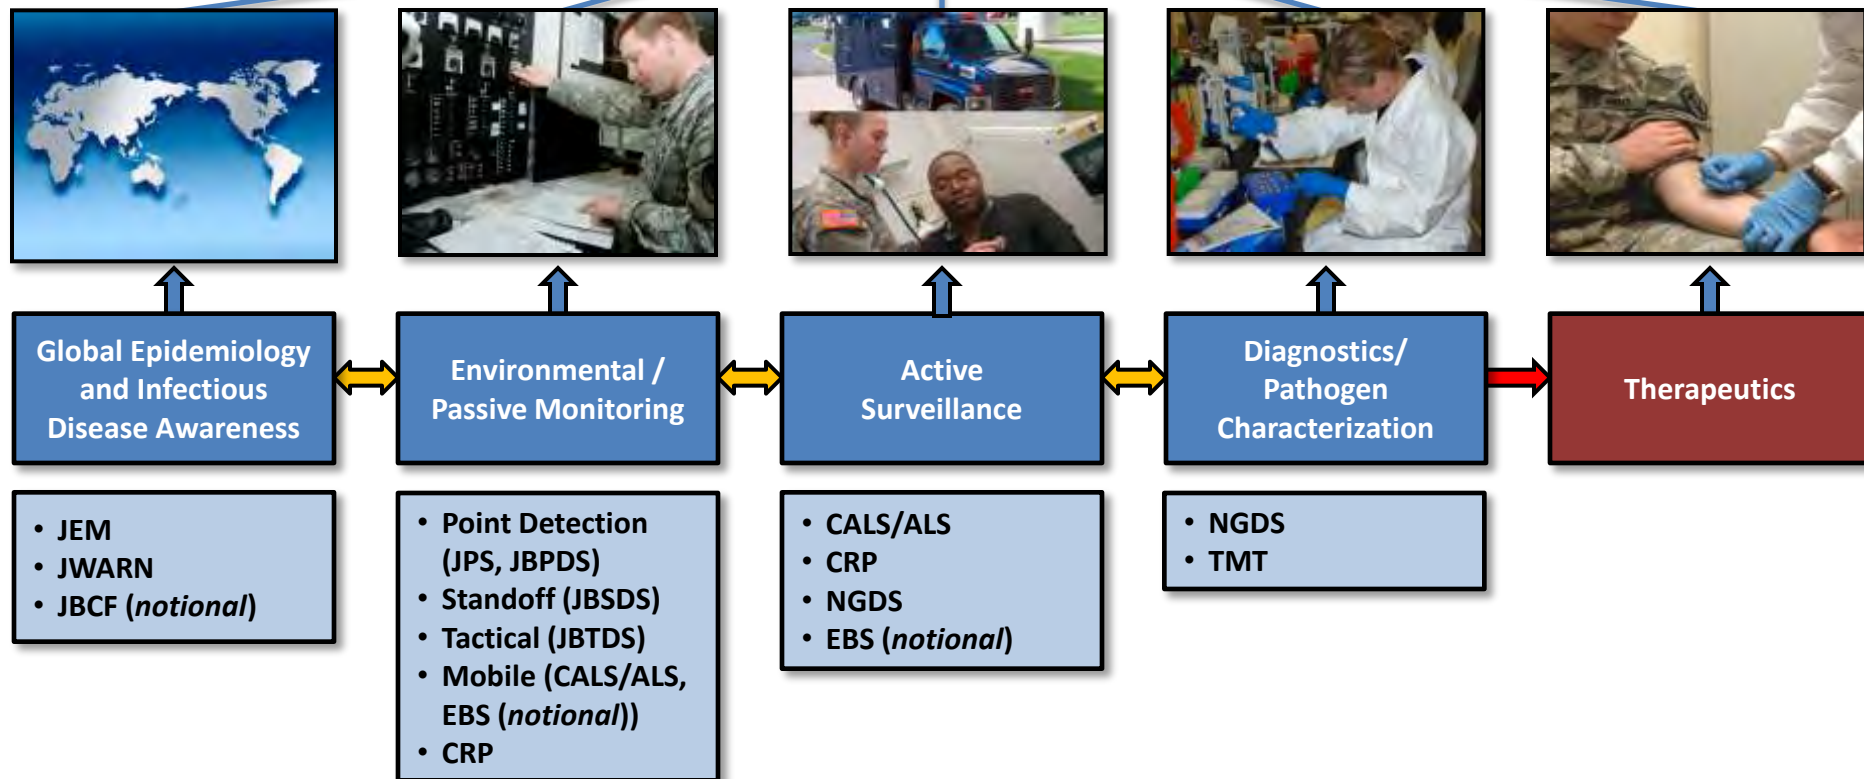 Global Epidemiology
and Infectious
Disease Awareness
Environmental /
Passive Monitoring
Active
Surveillance
Diagnostics/
Pathogen
Characterization
Therapeutics
• JEM
• JWARN
• JBCF (notional)
• Point Detection
(JPS, JBPDS)
• Standoff (JBSDS)
• Tactical (JBTDS)
• Mobile (CALS/ALS,
EBS (notional))
• CRP
• CALS/ALS
• CRP
• NGDS
• EBS (notional)
• NGDS
• TMT